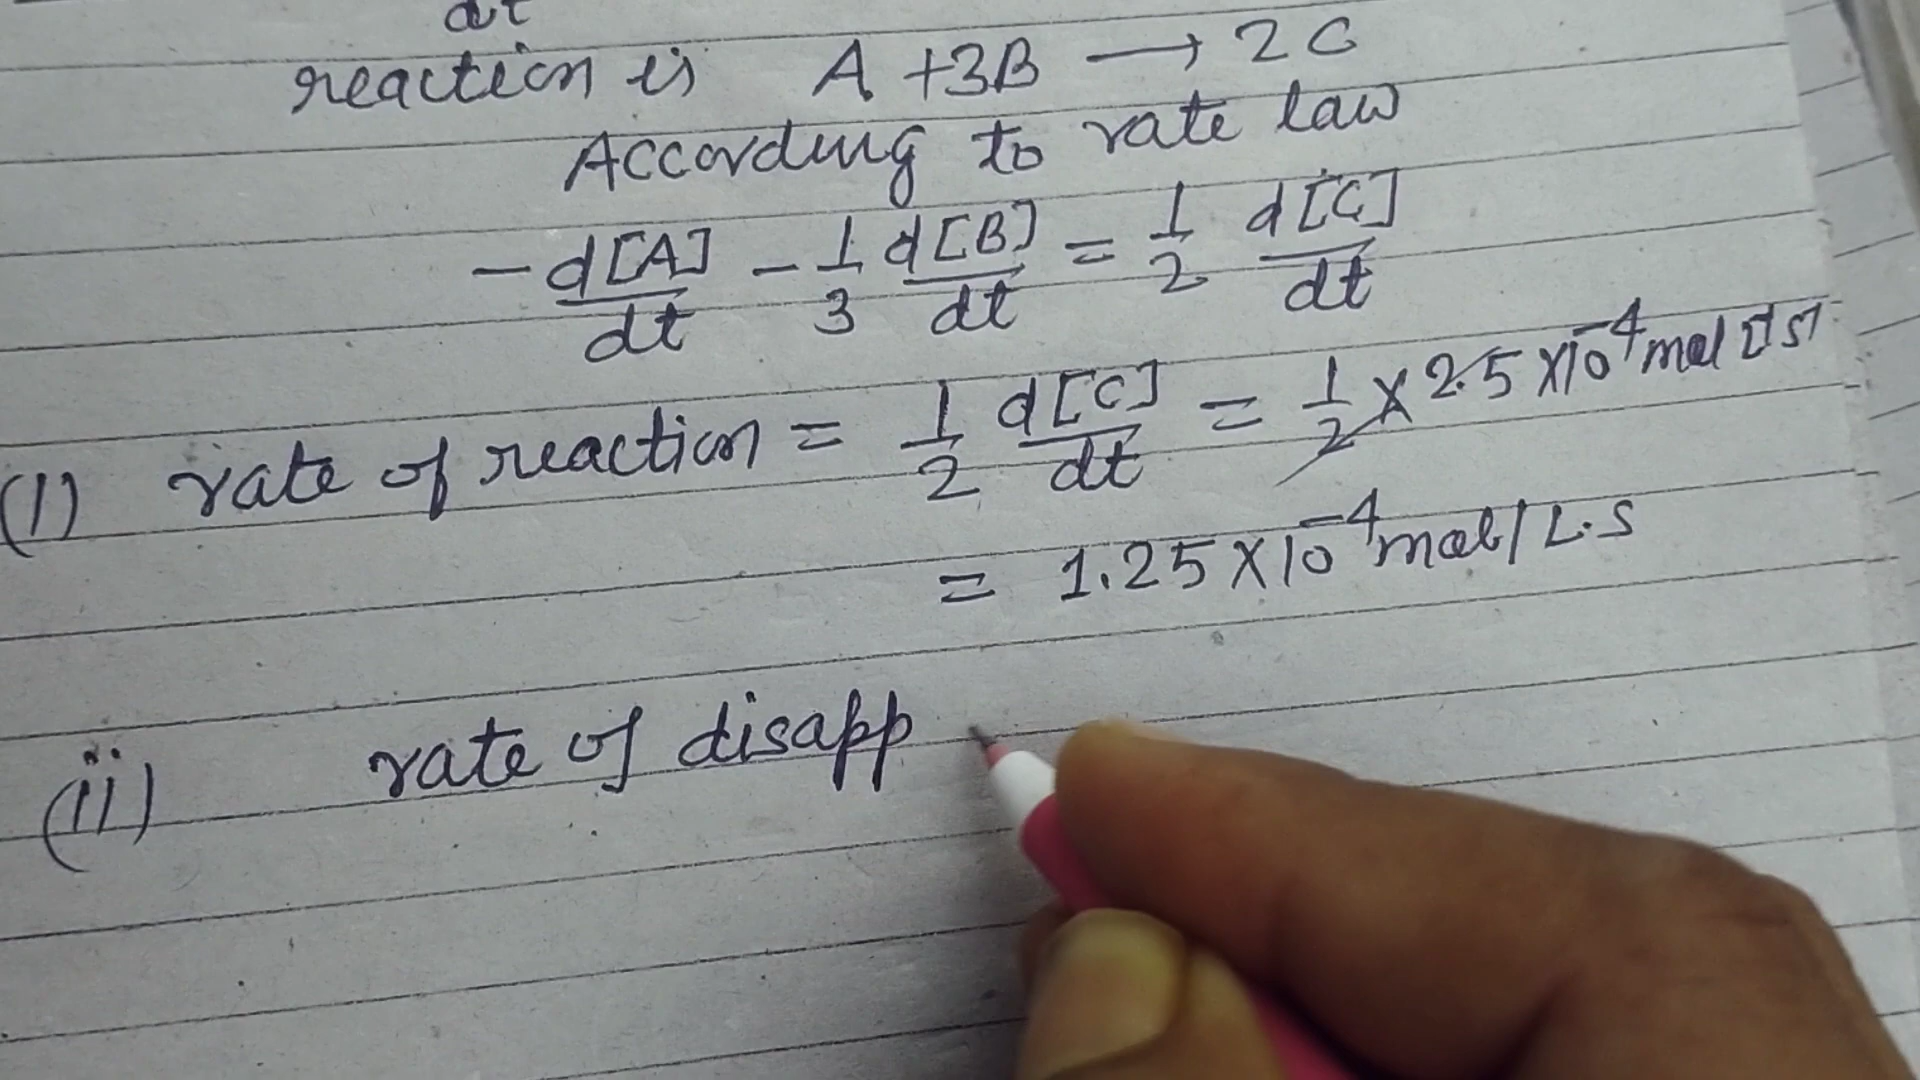 dt
reaction is A + 3B → 2C
According to rate law
-d[A]/dt - 1/3 d[B]/dt = 1/2 d[C]/dt
(1) rate of reaction = 1/2 d[C]/dt = 1/2 × 2.5 × 10⁻⁴ mol L⁻¹ s⁻¹
= 1.25 × 10⁻⁴ mol / L.S
(ii) rate of disapp